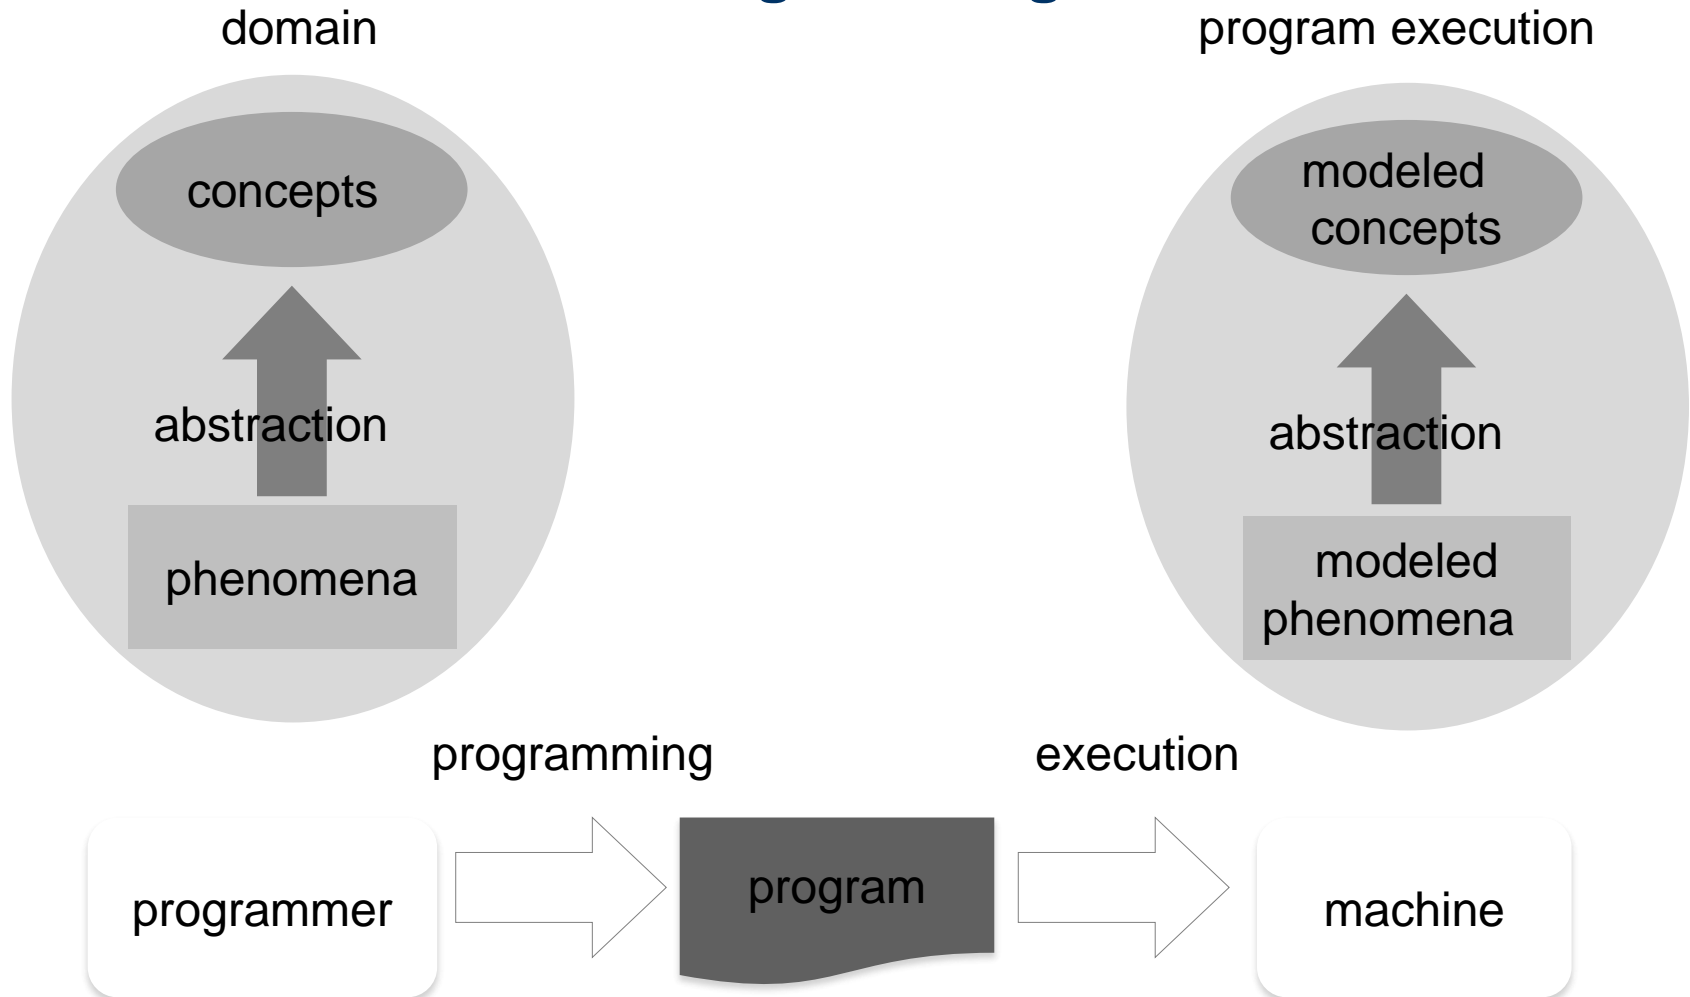 domain
program execution
concepts
modeled
concepts
abstraction
abstraction
phenomena
modeled
phenomena
programming
execution
programmer
program
machine